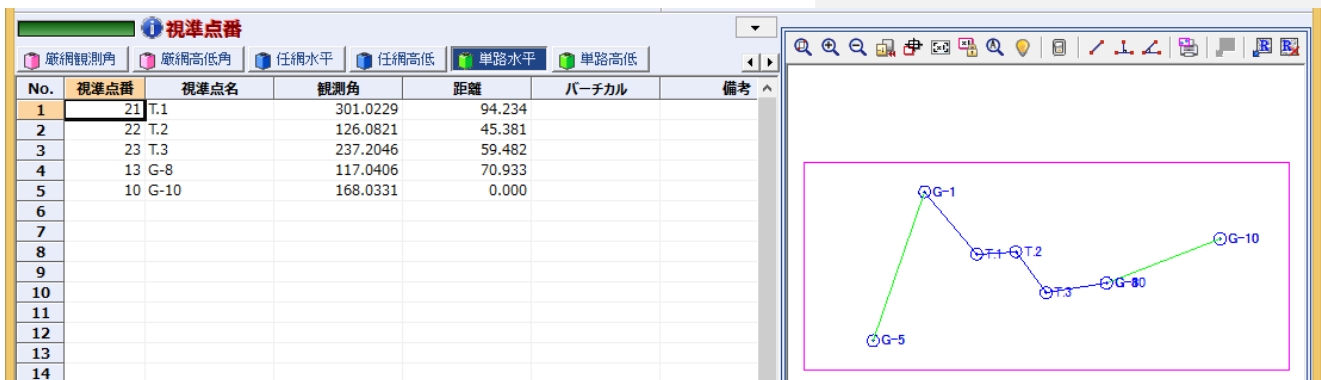 視準点番
厳網観測角 厳網高低角 任網水平 任網高低 単路水平 単路高低
No. 視準点番 視準点名 観測角 距離 バーチカル 備考
1 21 T.1 301.0229 94.234
2 22 T.2 126.0821 45.381
3 23 T.3 237.2046 59.482
4 13 G-8 117.0406 70.933
5 10 G-10 168.0331 0.000
6
7
8
9
10
11
12
13
14
G-1
G-10
T.1
T.2
T.3
G-5